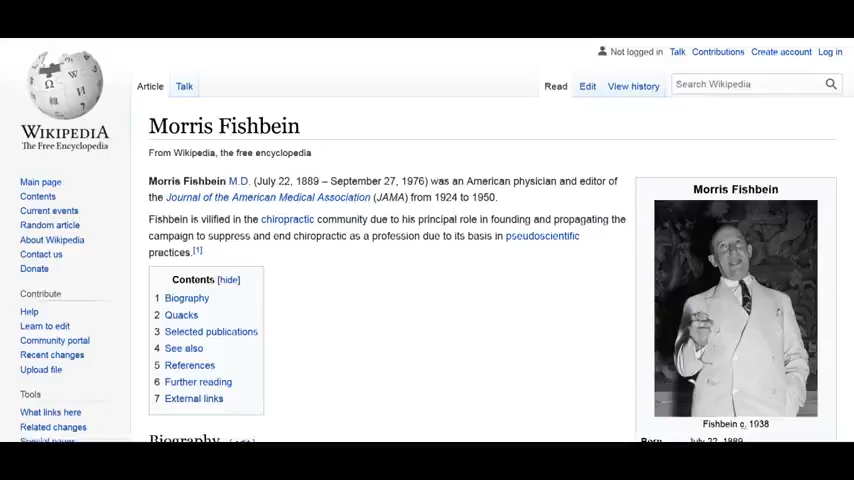 Not logged in Talk Contributions Create account Log in
Article Talk Read Edit View history Search Wikipedia
WIKIPEDIA
The Free Encyclopedia
Main page
Contents
Current events
Random article
About Wikipedia
Contact us
Donate
Contribute
Help
Learn to edit
Community portal
Recent changes
Upload file
Tools
What links here
Related changes
Special pages
Morris Fishbein
From Wikipedia, the free encyclopedia
Morris Fishbein M.D. (July 22, 1889 – September 27, 1976) was an American physician and editor of
the Journal of the American Medical Association (JAMA) from 1924 to 1950.
Fishbein is vilified in the chiropractic community due to his principal role in founding and propagating the
campaign to suppress and end chiropractic as a profession due to its basis in pseudoscientific
practices.[1]
Contents [hide]
1 Biography
2 Quacks
3 Selected publications
4 See also
5 References
6 Further reading
7 External links
Biography
Morris Fishbein
Fishbein c. 1938
Born July 22, 1889